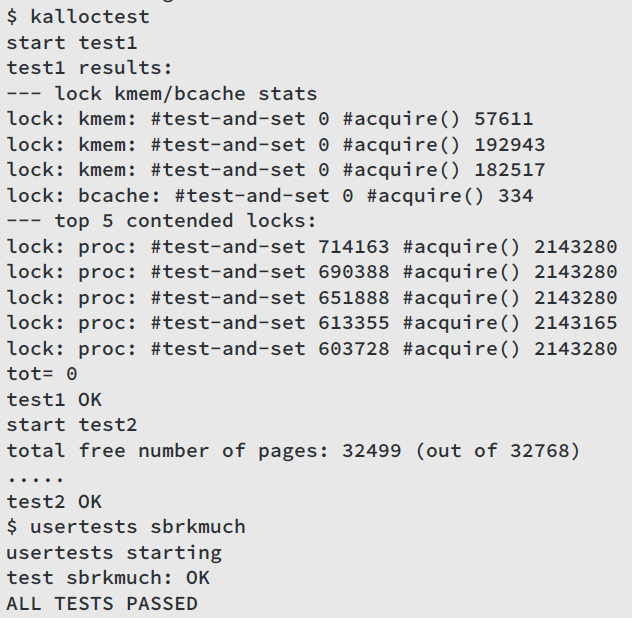 $ kalloctest
start test1
test1 results:
--- lock kmem/bcache stats
lock: kmem: #test-and-set 0 #acquire() 57611
lock: kmem: #test-and-set 0 #acquire() 192943
lock: kmem: #test-and-set 0 #acquire() 182517
lock: bcache: #test-and-set 0 #acquire() 334
--- top 5 contended locks:
lock: proc: #test-and-set 714163 #acquire() 2143280
lock: proc: #test-and-set 690388 #acquire() 2143280
lock: proc: #test-and-set 651888 #acquire() 2143280
lock: proc: #test-and-set 613355 #acquire() 2143165
lock: proc: #test-and-set 603728 #acquire() 2143280
tot= 0
test1 OK
start test2
total free number of pages: 32499 (out of 32768)
.....
test2 OK
$ usertests sbrkmuch
usertests starting
test sbrkmuch: OK
ALL TESTS PASSED